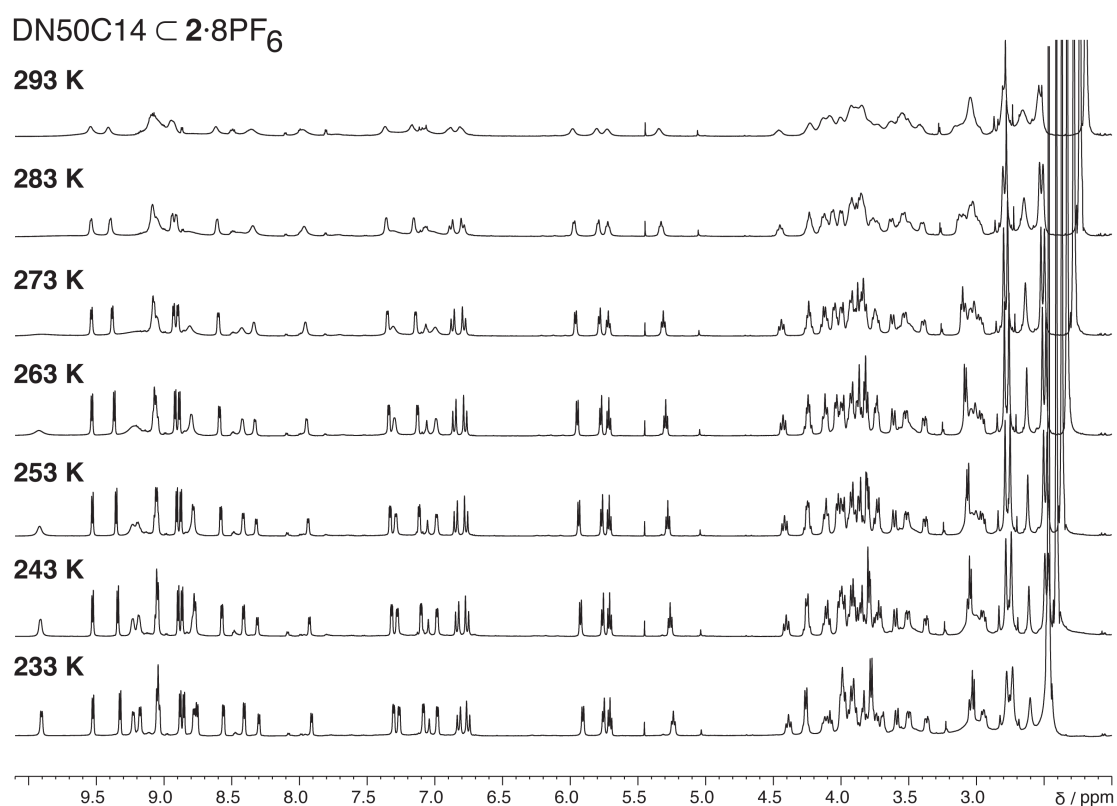 DN50C14 ⊂ 2·8PF6
293 K
283 K
273 K
263 K
253 K
243 K
233 K
9.5 9.0 8.5 8.0 7.5 7.0 6.5 6.0 5.5 5.0 4.5 4.0 3.5 3.0 δ / ppm